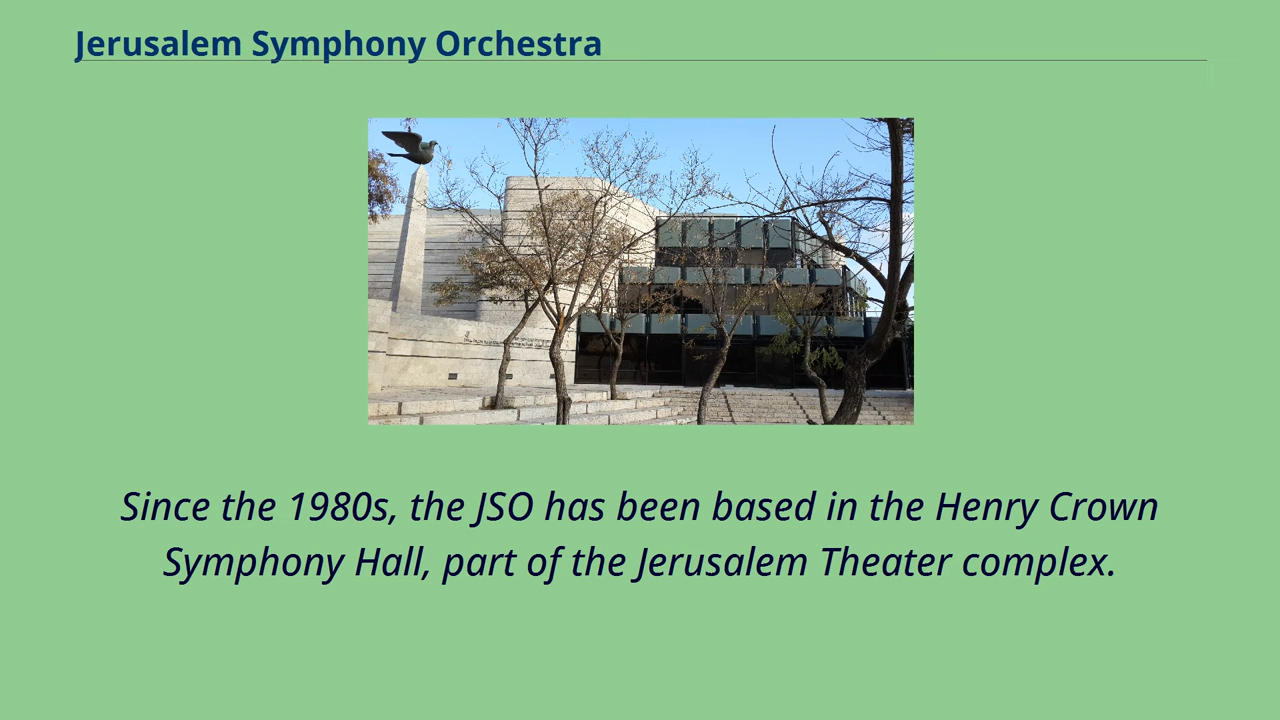 Jerusalem Symphony Orchestra
Since the 1980s, the JSO has been based in the Henry Crown
Symphony Hall, part of the Jerusalem Theater complex.